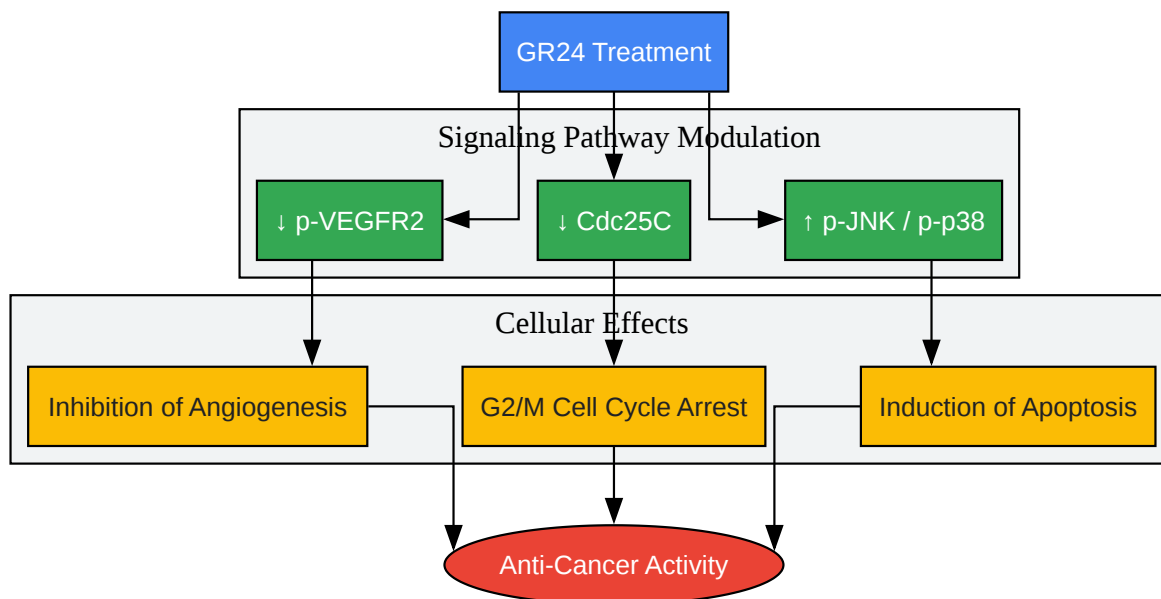 GR24 Treatment
Signaling Pathway Modulation
↓ p-VEGFR2
↓ Cdc25C
↑ p-JNK / p-p38
Cellular Effects
Inhibition of Angiogenesis
G2/M Cell Cycle Arrest
Induction of Apoptosis
Anti-Cancer Activity